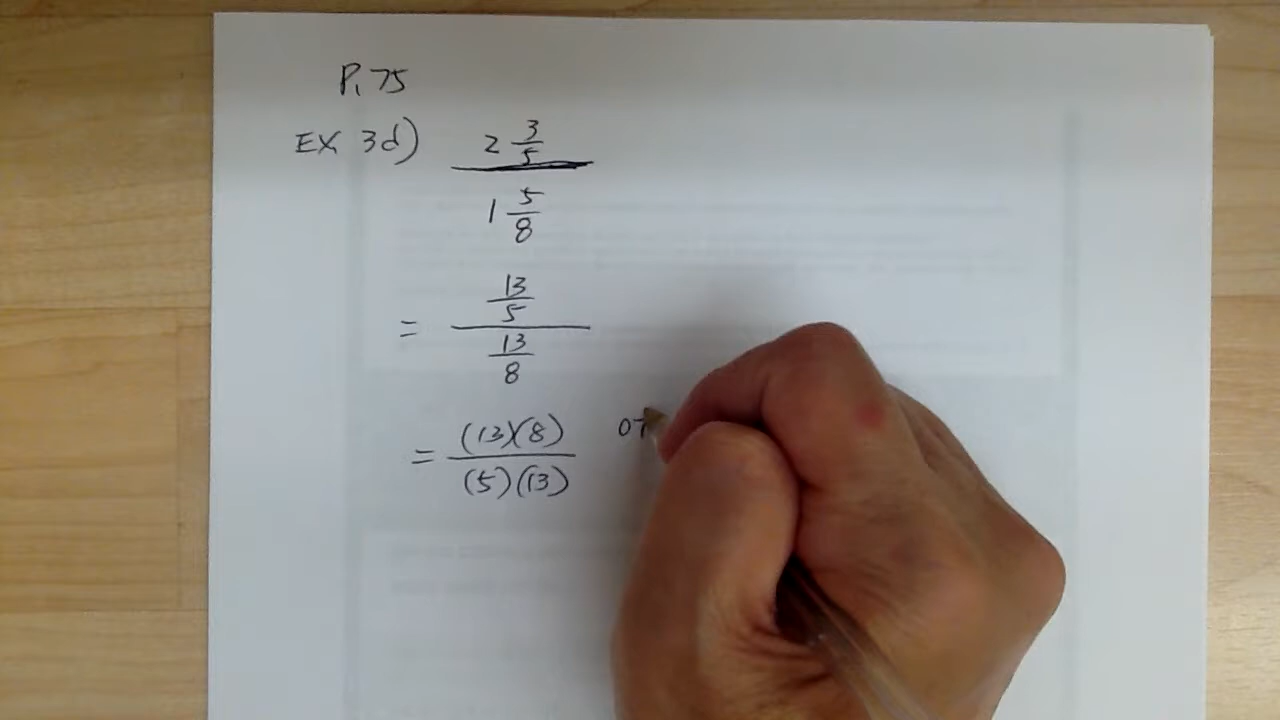 P. 75
EX. 3d) 2 3/5
1 5/8
= 13/5
13/8
= (13)(8)
(5)(13)